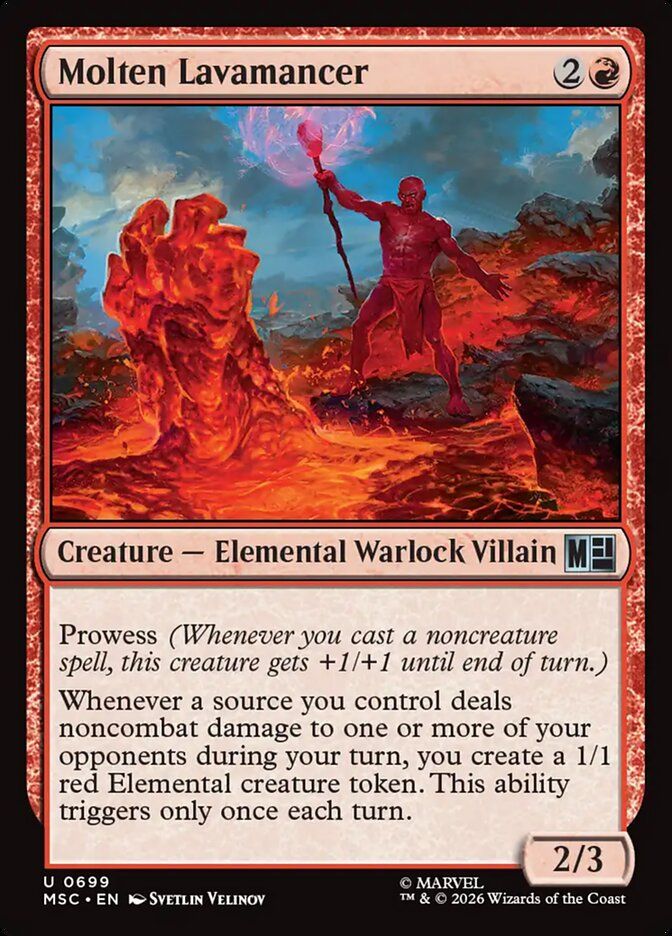 Molten Lavamancer 2
Creature — Elemental Warlock Villain M
Prowess (Whenever you cast a noncreature
spell, this creature gets +1/+1 until end of turn.)
Whenever a source you control deals
noncombat damage to one or more of your
opponents during your turn, you create a 1/1
red Elemental creature token. This ability
triggers only once each turn.
2/3
U 0699
MSC • EN Svetlin Velinov
© MARVEL
™ & © 2026 Wizards of the Coast